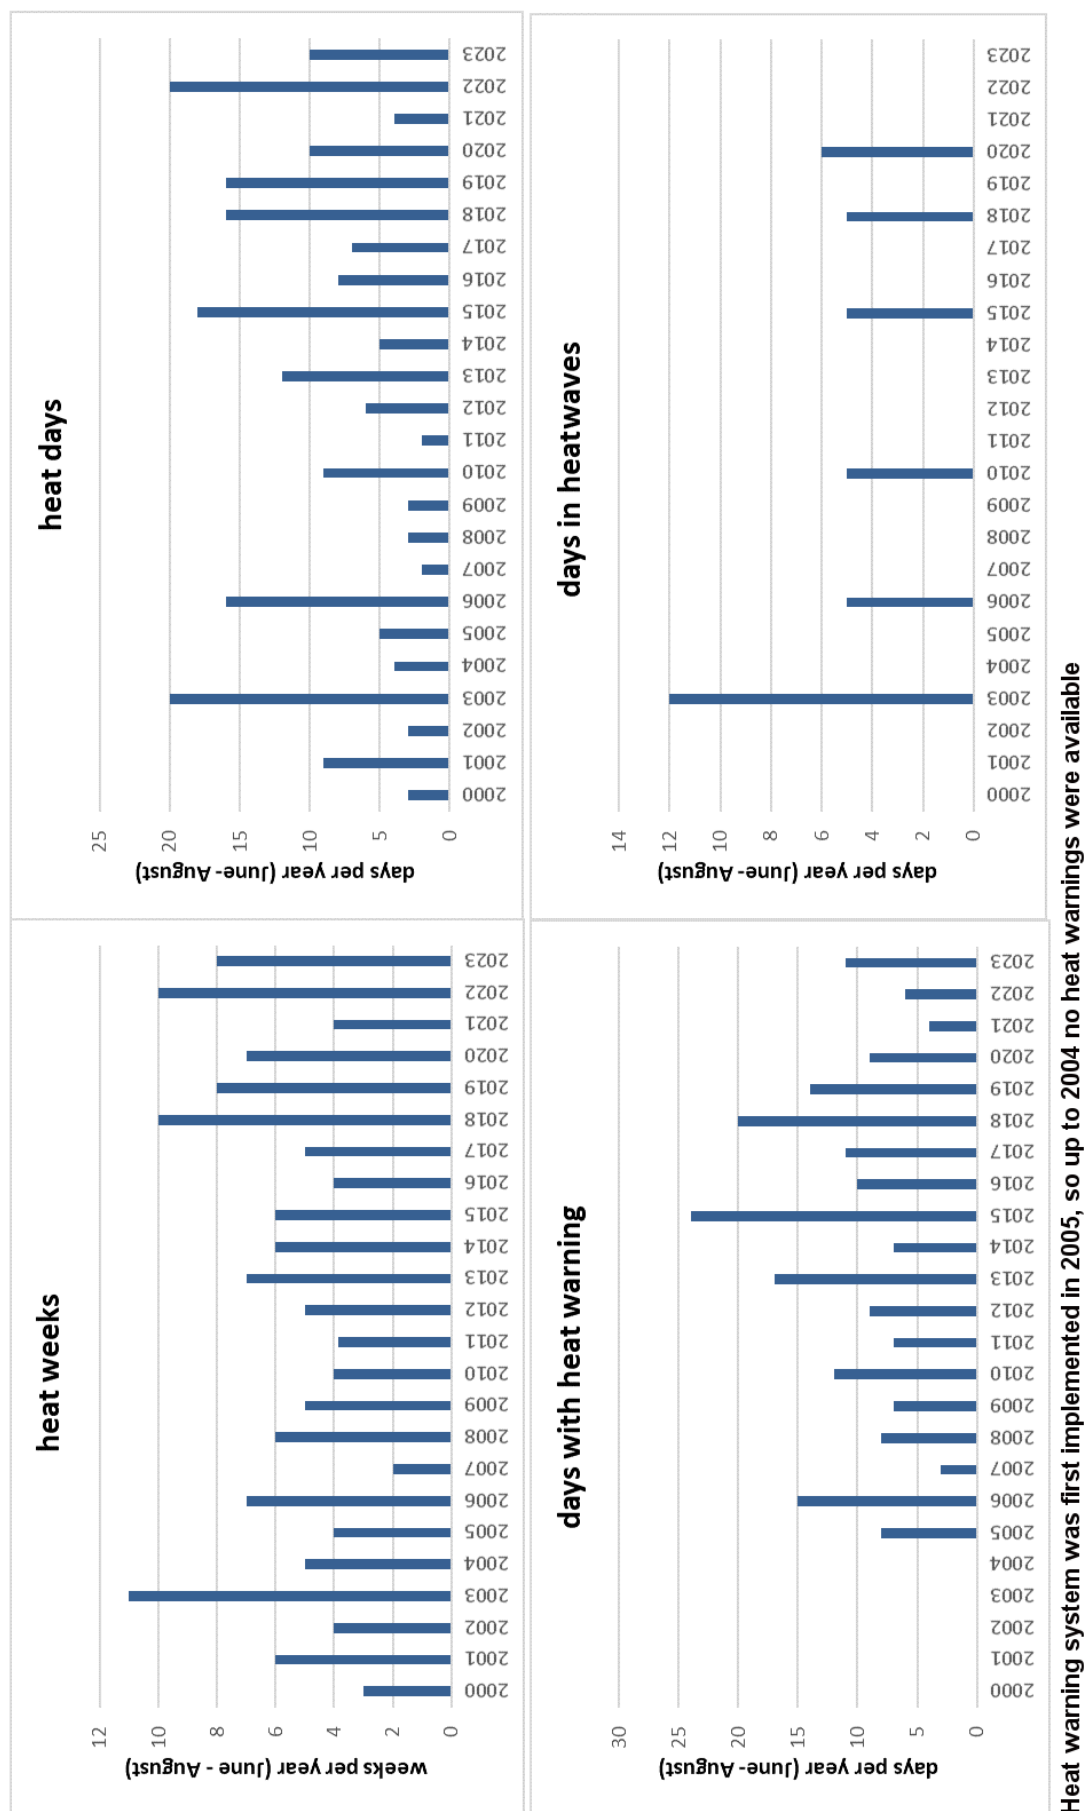 heat weeks
weeks per year (June - August)
12
10
8
6
4
2
0
2000 2001 2002 2003 2004 2005 2006 2007 2008 2009 2010 2011 2012 2013 2014 2015 2016 2017 2018 2019 2020 2021 2022 2023
heat days
days per year (June- August)
25
20
15
10
5
0
2000 2001 2002 2003 2004 2005 2006 2007 2008 2009 2010 2011 2012 2013 2014 2015 2016 2017 2018 2019 2020 2021 2022 2023
days with heat warning
days per year (June- August)
30
25
20
15
10
5
0
2000 2001 2002 2003 2004 2005 2006 2007 2008 2009 2010 2011 2012 2013 2014 2015 2016 2017 2018 2019 2020 2021 2022 2023
days in heatwaves
days per year (June- August)
14
12
10
8
6
4
2
0
2000 2001 2002 2003 2004 2005 2006 2007 2008 2009 2010 2011 2012 2013 2014 2015 2016 2017 2018 2019 2020 2021 2022 2023
Heat warning system was first implemented in 2005, so up to 2004 no heat warnings were available